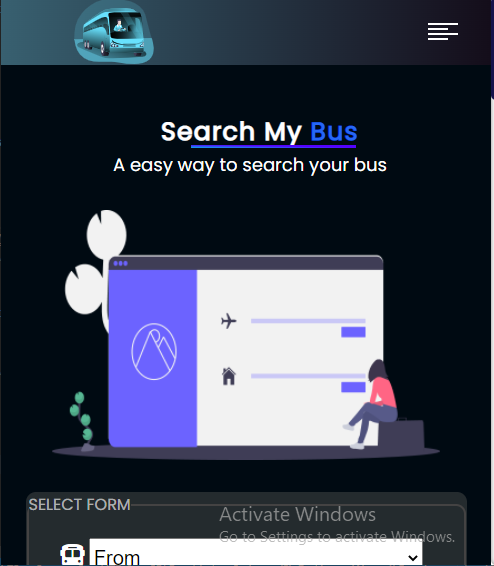 Search My Bus
A easy way to search your bus
SELECT FORM
Activate Windows
Go to Settings to activate Windows.
From